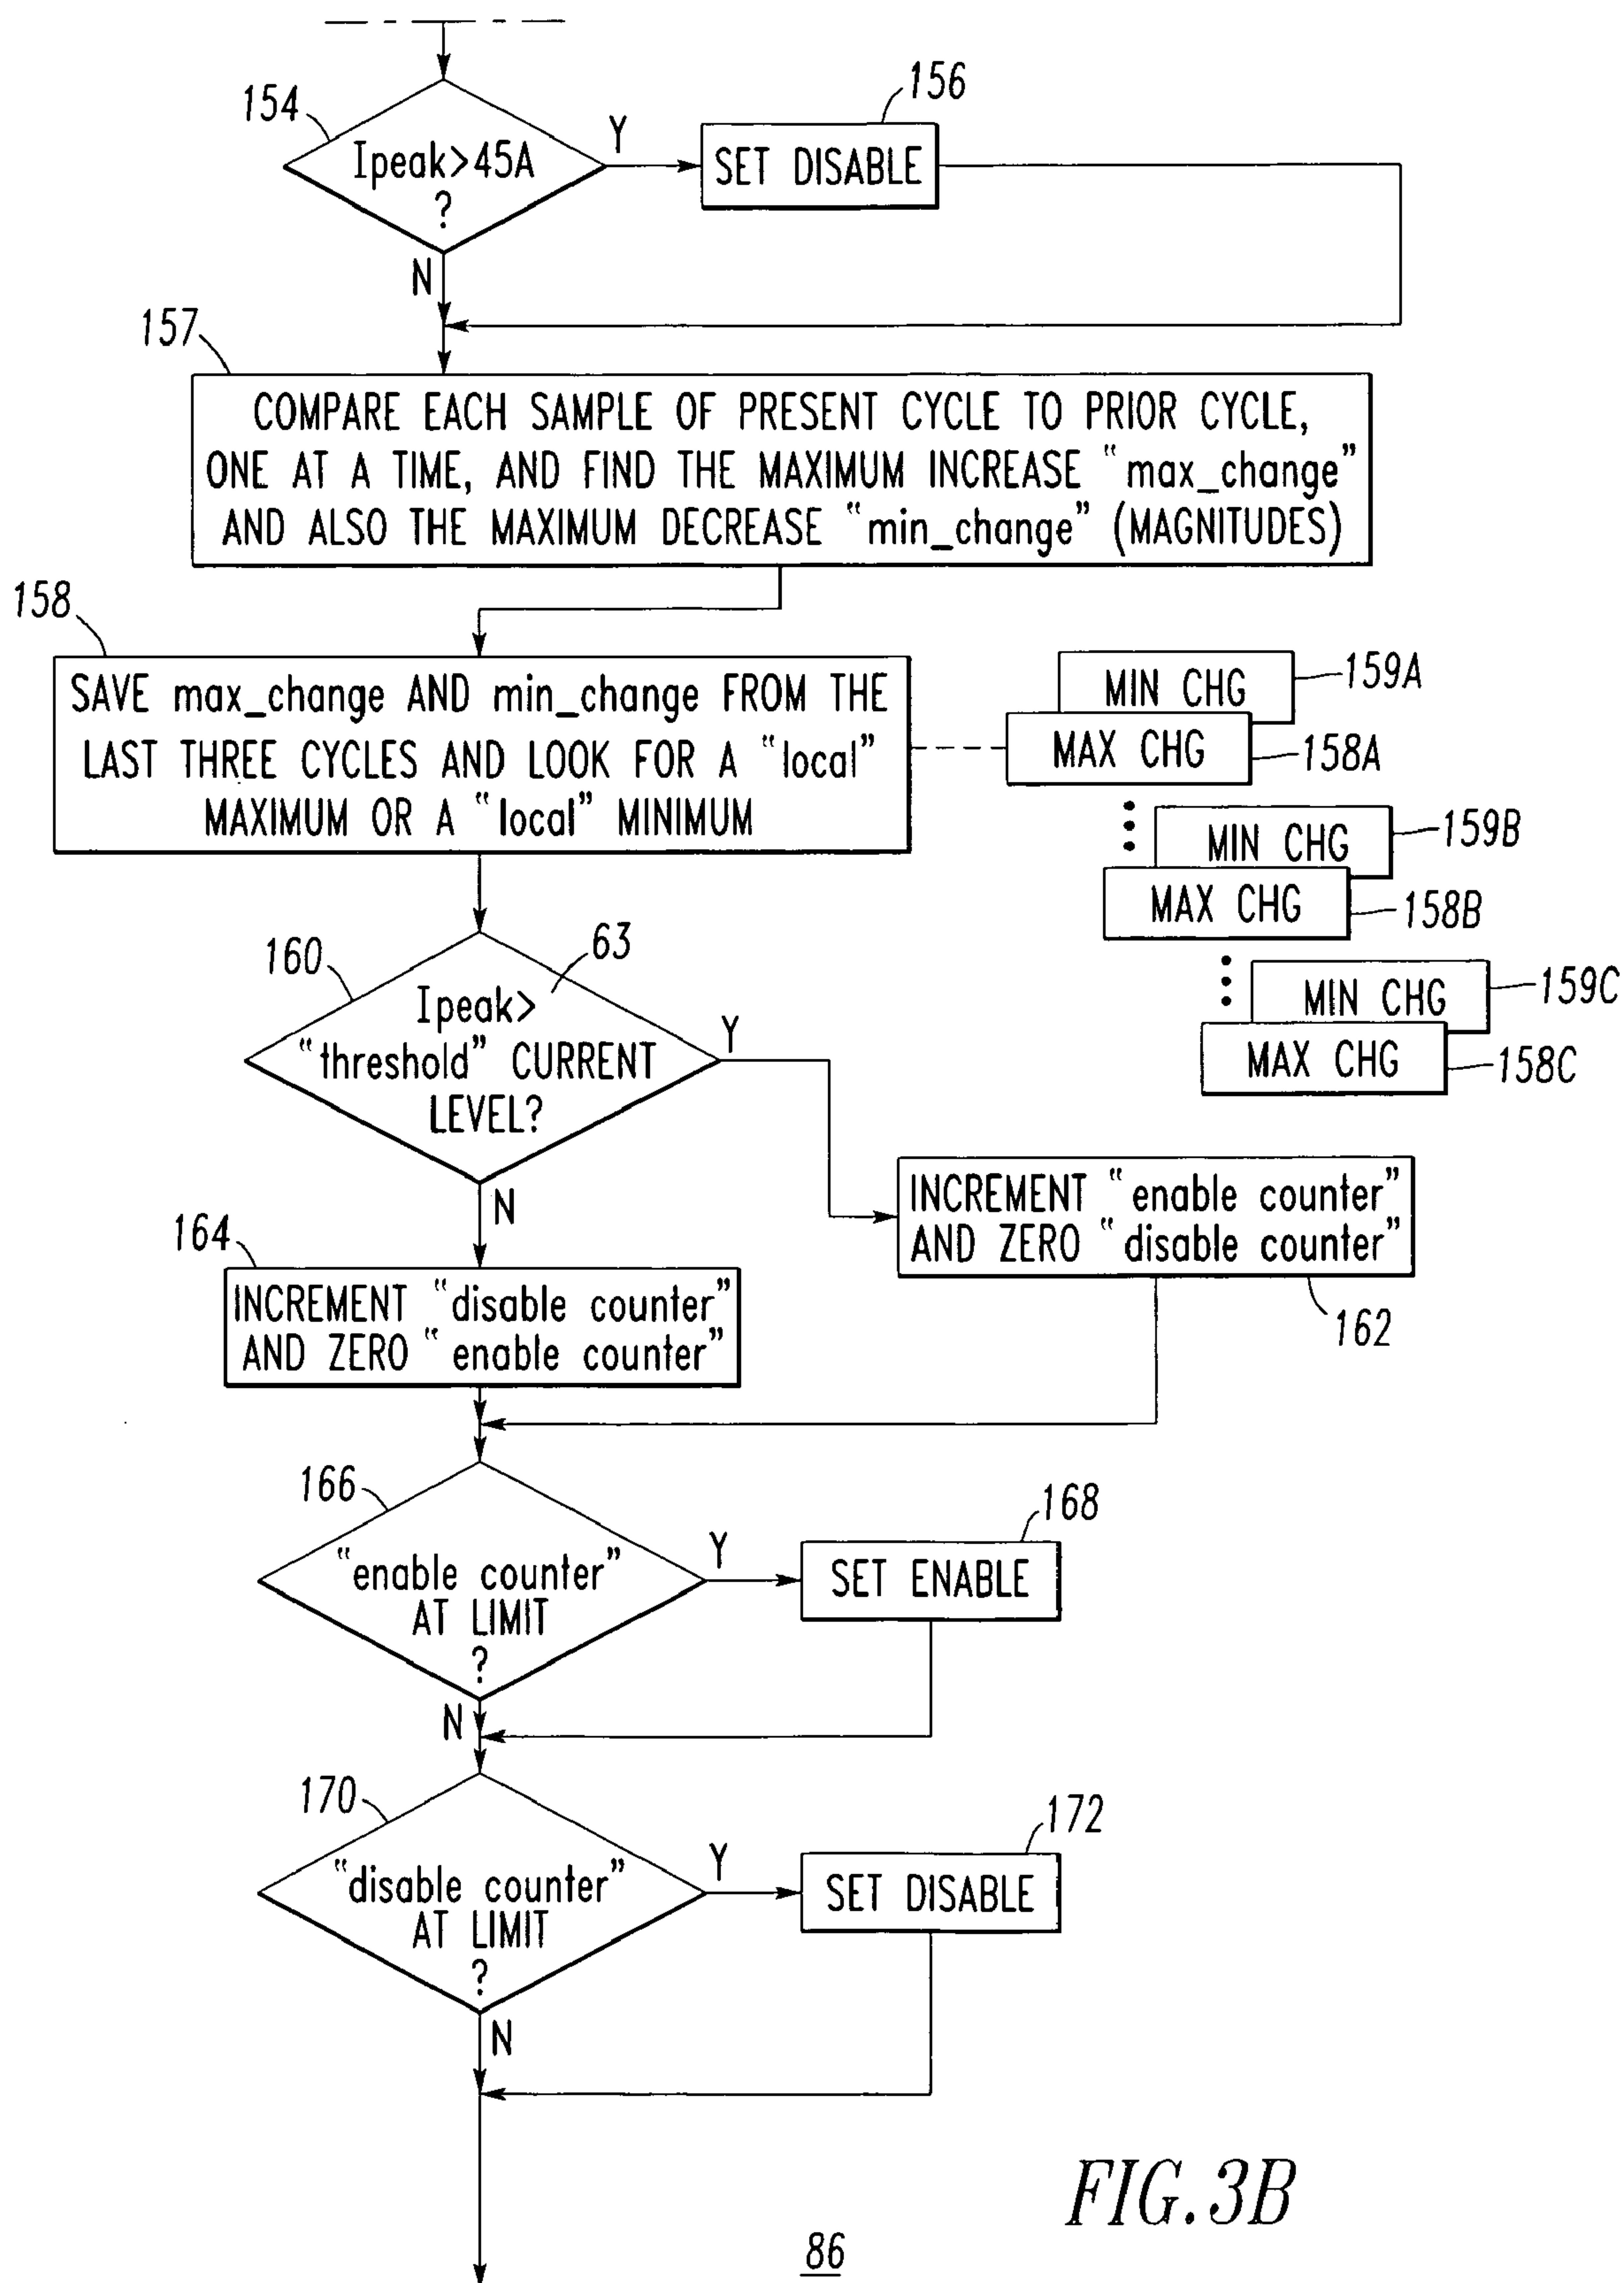 154
Ipeak>45A
?
Y
N
156
SET DISABLE
157
COMPARE EACH SAMPLE OF PRESENT CYCLE TO PRIOR CYCLE,
ONE AT A TIME, AND FIND THE MAXIMUM INCREASE "max_change"
AND ALSO THE MAXIMUM DECREASE "min_change" (MAGNITUDES)
158
SAVE max_change AND min_change FROM THE
LAST THREE CYCLES AND LOOK FOR A "local"
MAXIMUM OR A "local" MINIMUM
MIN CHG
159A
MAX CHG
158A
MIN CHG
159B
MAX CHG
158B
MIN CHG
159C
MAX CHG
158C
160
63
Ipeak>
"threshold" CURRENT
LEVEL?
Y
N
INCREMENT "enable counter"
AND ZERO "disable counter"
162
164
INCREMENT "disable counter"
AND ZERO "enable counter"
166
"enable counter"
AT LIMIT
?
Y
N
168
SET ENABLE
170
"disable counter"
AT LIMIT
?
Y
N
172
SET DISABLE
FIG. 3B
86